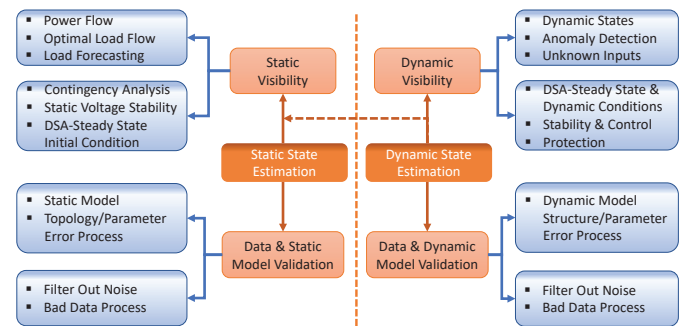 ▪ Power Flow
▪ Optimal Load Flow
▪ Load Forecasting
▪ Contingency Analysis
▪ Static Voltage Stability
▪ DSA-Steady State
Initial Condition
Static
Visibility
Dynamic
Visibility
▪ Dynamic States
▪ Anomaly Detection
▪ Unknown Inputs
▪ DSA-Steady State &
Dynamic Conditions
▪ Stability & Control
▪ Protection
Static State
Estimation
Dynamic State
Estimation
▪ Static Model
▪ Topology/Parameter
Error Process
▪ Filter Out Noise
▪ Bad Data Process
Data & Static
Model Validation
Data & Dynamic
Model Validation
▪ Dynamic Model
Structure/Parameter
Error Process
▪ Filter Out Noise
▪ Bad Data Process